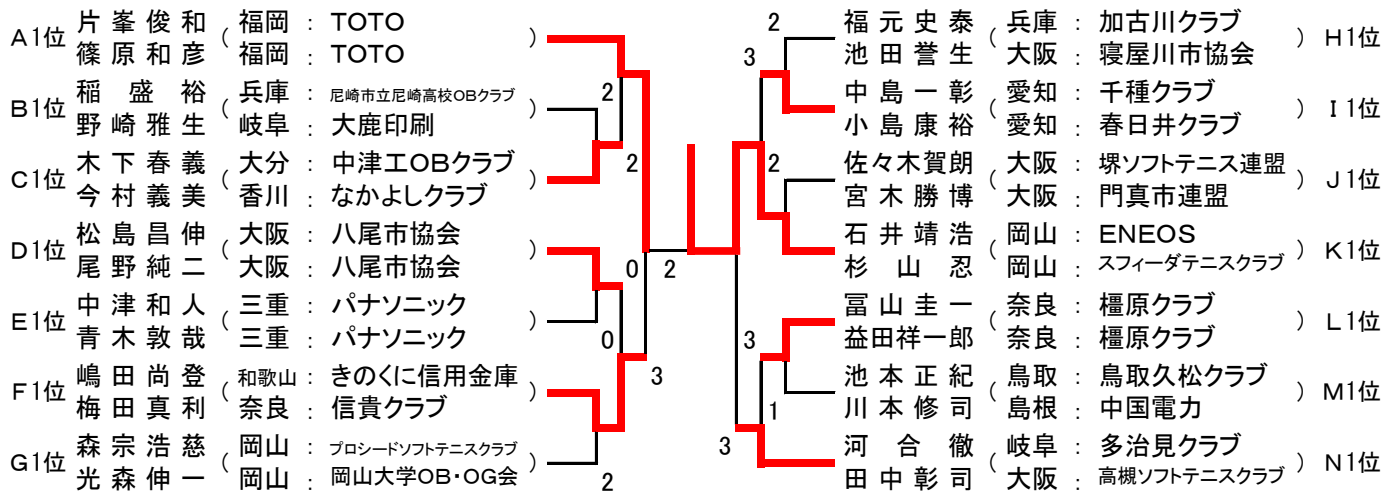 A1位 片峯俊和 ( 福岡 : TOTO )
篠原和彦 福岡 : TOTO
B1位 稲盛裕 ( 兵庫 : 尼崎市立尼崎高校OBクラブ )
野崎雅生 岐阜 : 大鹿印刷
C1位 木下春義 ( 大分 : 中津工OBクラブ )
今村義美 香川 : なかよしクラブ
D1位 松島昌伸 ( 大阪 : 八尾市協会 )
尾野純二 大阪 : 八尾市協会
E1位 中津和人 ( 三重 : パナソニック )
青木敦哉 三重 : パナソニック
F1位 嶋田尚登 ( 和歌山 : きのくに信用金庫 )
梅田真利 奈良 : 信貴クラブ
G1位 森宗浩慈 ( 岡山 : プロシードソフトテニスクラブ )
光森伸一 岡山 : 岡山大学OB・OG会
2
2
0
0
3
2
2
2
3
2
3
1
3
福元史泰 ( 兵庫 : 加古川クラブ ) H1位
池田誉生 大阪 : 寝屋川市協会
中島一彰 ( 愛知 : 千種クラブ ) I1位
小島康裕 愛知 : 春日井クラブ
佐々木賀朗 ( 大阪 : 堺ソフトテニス連盟 ) J1位
宮木勝博 大阪 : 門真市連盟
石井靖浩 ( 岡山 : ENEOS ) K1位
杉山忍 岡山 : スフィーダテニスクラブ
冨山圭一 ( 奈良 : 橿原クラブ ) L1位
益田祥一郎 奈良 : 橿原クラブ
池本正紀 ( 鳥取 : 鳥取久松クラブ ) M1位
川本修司 島根 : 中国電力
河合徹 ( 岐阜 : 多治見クラブ ) N1位
田中彰司 大阪 : 高槻ソフトテニスクラブ